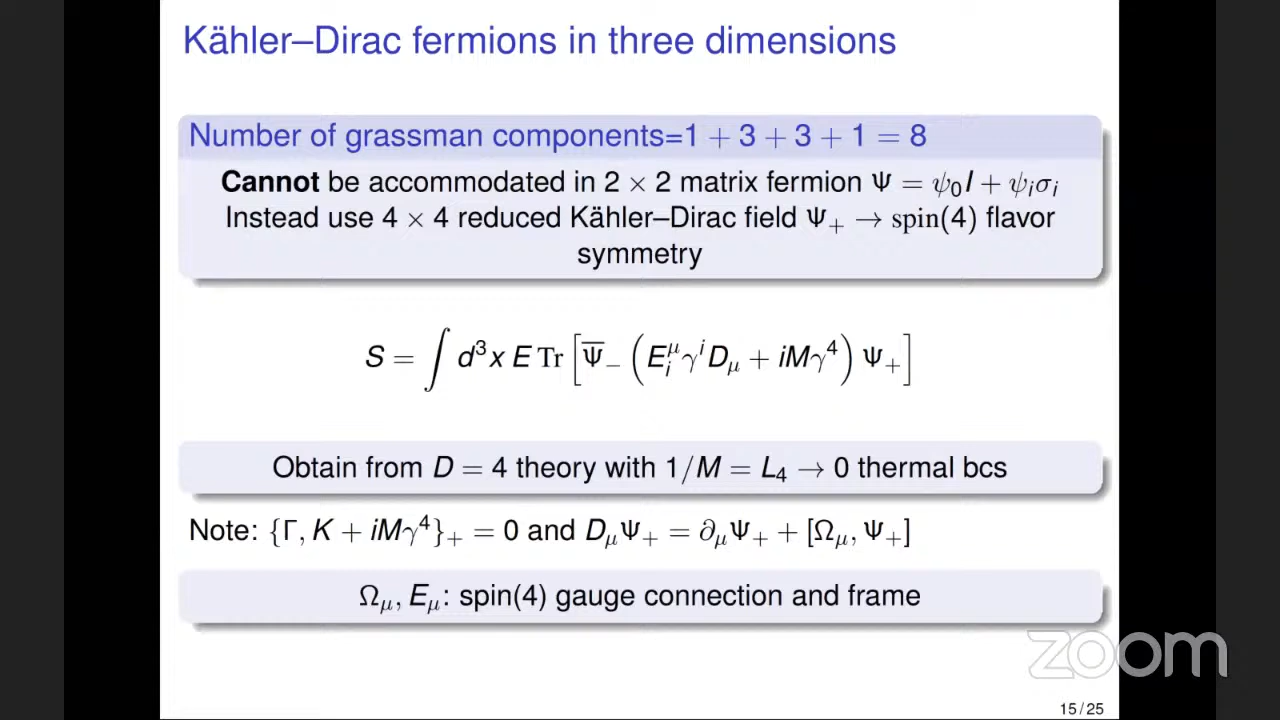 Kähler–Dirac fermions in three dimensions
Number of grassman components=1 + 3 + 3 + 1 = 8
Cannot be accommodated in 2 × 2 matrix fermion Ψ = ψ₀I + ψᵢσᵢ
Instead use 4 × 4 reduced Kähler–Dirac field Ψ₊ → spin(4) flavor
symmetry
S = ∫ d³x E Tr [Ψ̅₋ (Eᵢ^μ γ^i D_μ + iMγ⁴) Ψ₊]
Obtain from D = 4 theory with 1/M = L₄ → 0 thermal bcs
Note: {Γ, K + iMγ⁴}₊ = 0 and D_μΨ₊ = ∂_μΨ₊ + [Ω_μ, Ψ₊]
Ω_μ, E_μ: spin(4) gauge connection and frame
zoom
15 / 25